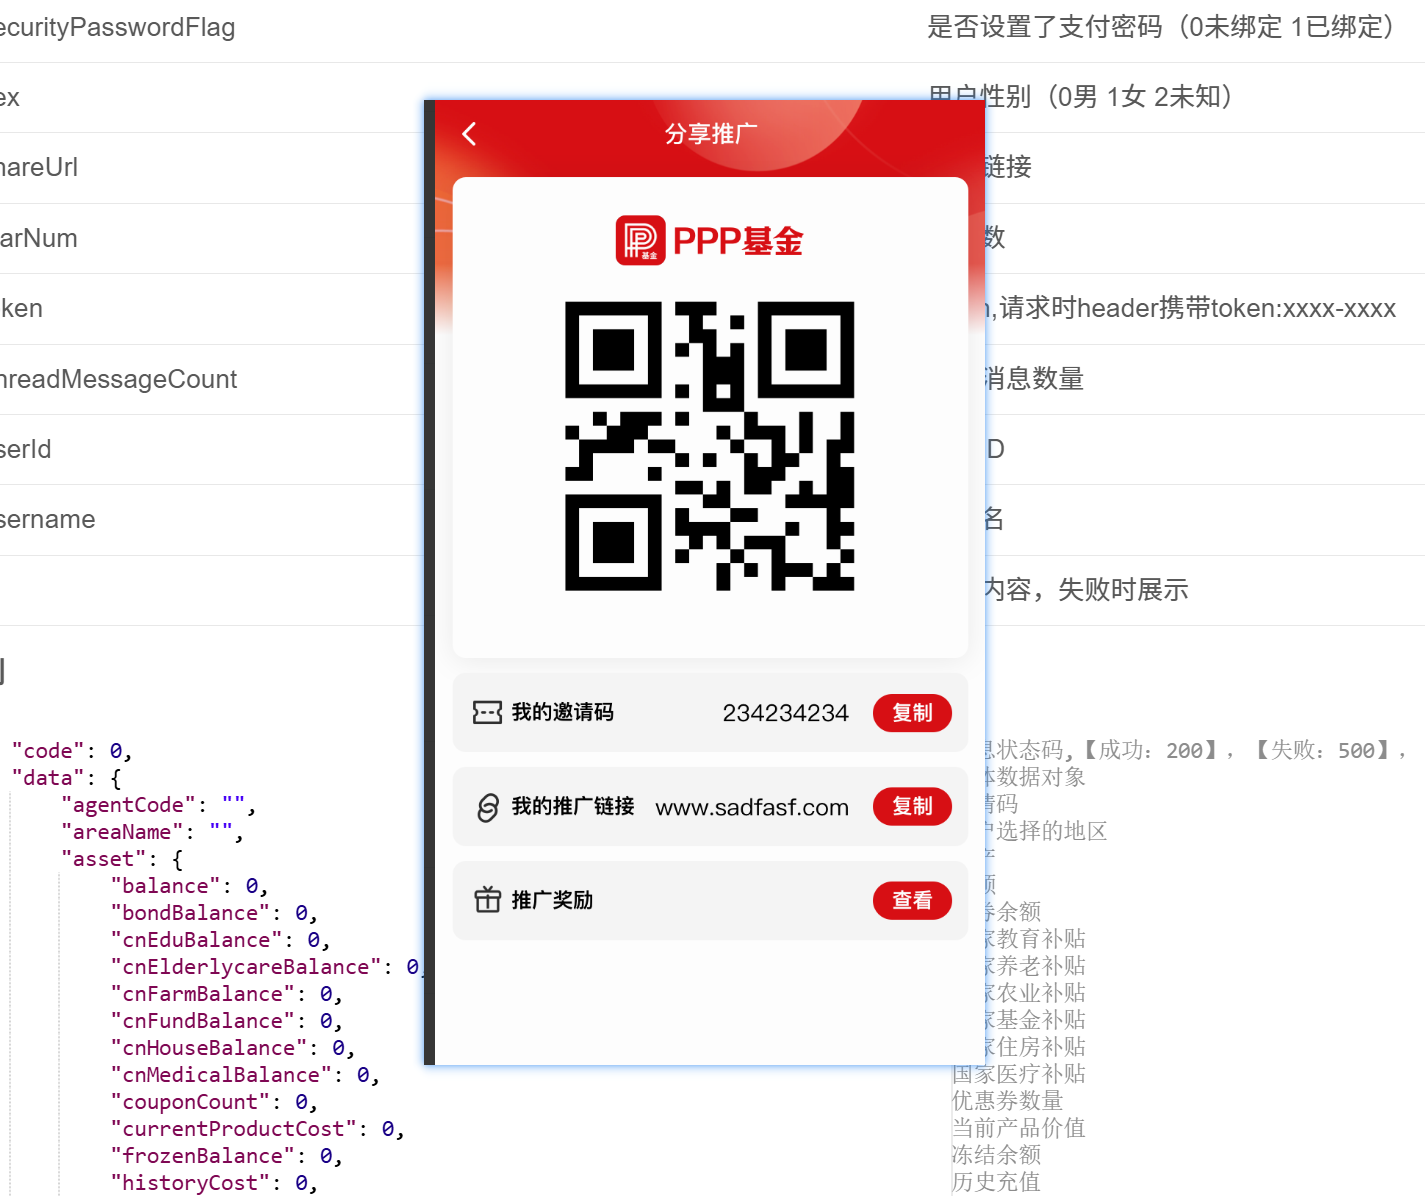 ecurityPasswordFlag 是否设置了支付密码（0未绑定 1已绑定）
ex 用户性别（0男 1女 2未知）
hareUrl 链接
arNum 数
ken ,请求时header携带token:xxxx-xxxx
nreadMessageCount 消息数量
serId D
sername 名
内容，失败时展示
分享推广
基金
PPP基金
我的邀请码 234234234 复制
我的推广链接 www.sadfasf.com 复制
推广奖励 查看
"code": 0, 息状态码,【成功: 200】,【失败: 500】,
"data": { 体数据对象
"agentCode": "", 请码
"areaName": "", 户选择的地区
"asset": {
"balance": 0, 额
"bondBalance": 0, 券余额
"cnEduBalance": 0, 家教育补贴
"cnElderlycareBalance": 0, 家养老补贴
"cnFarmBalance": 0, 家农业补贴
"cnFundBalance": 0, 家基金补贴
"cnHouseBalance": 0, 家住房补贴
"cnMedicalBalance": 0, 国家医疗补贴
"couponCount": 0, 优惠券数量
"currentProductCost": 0, 当前产品价值
"frozenBalance": 0, 冻结余额
"historyCost": 0, 历史充值